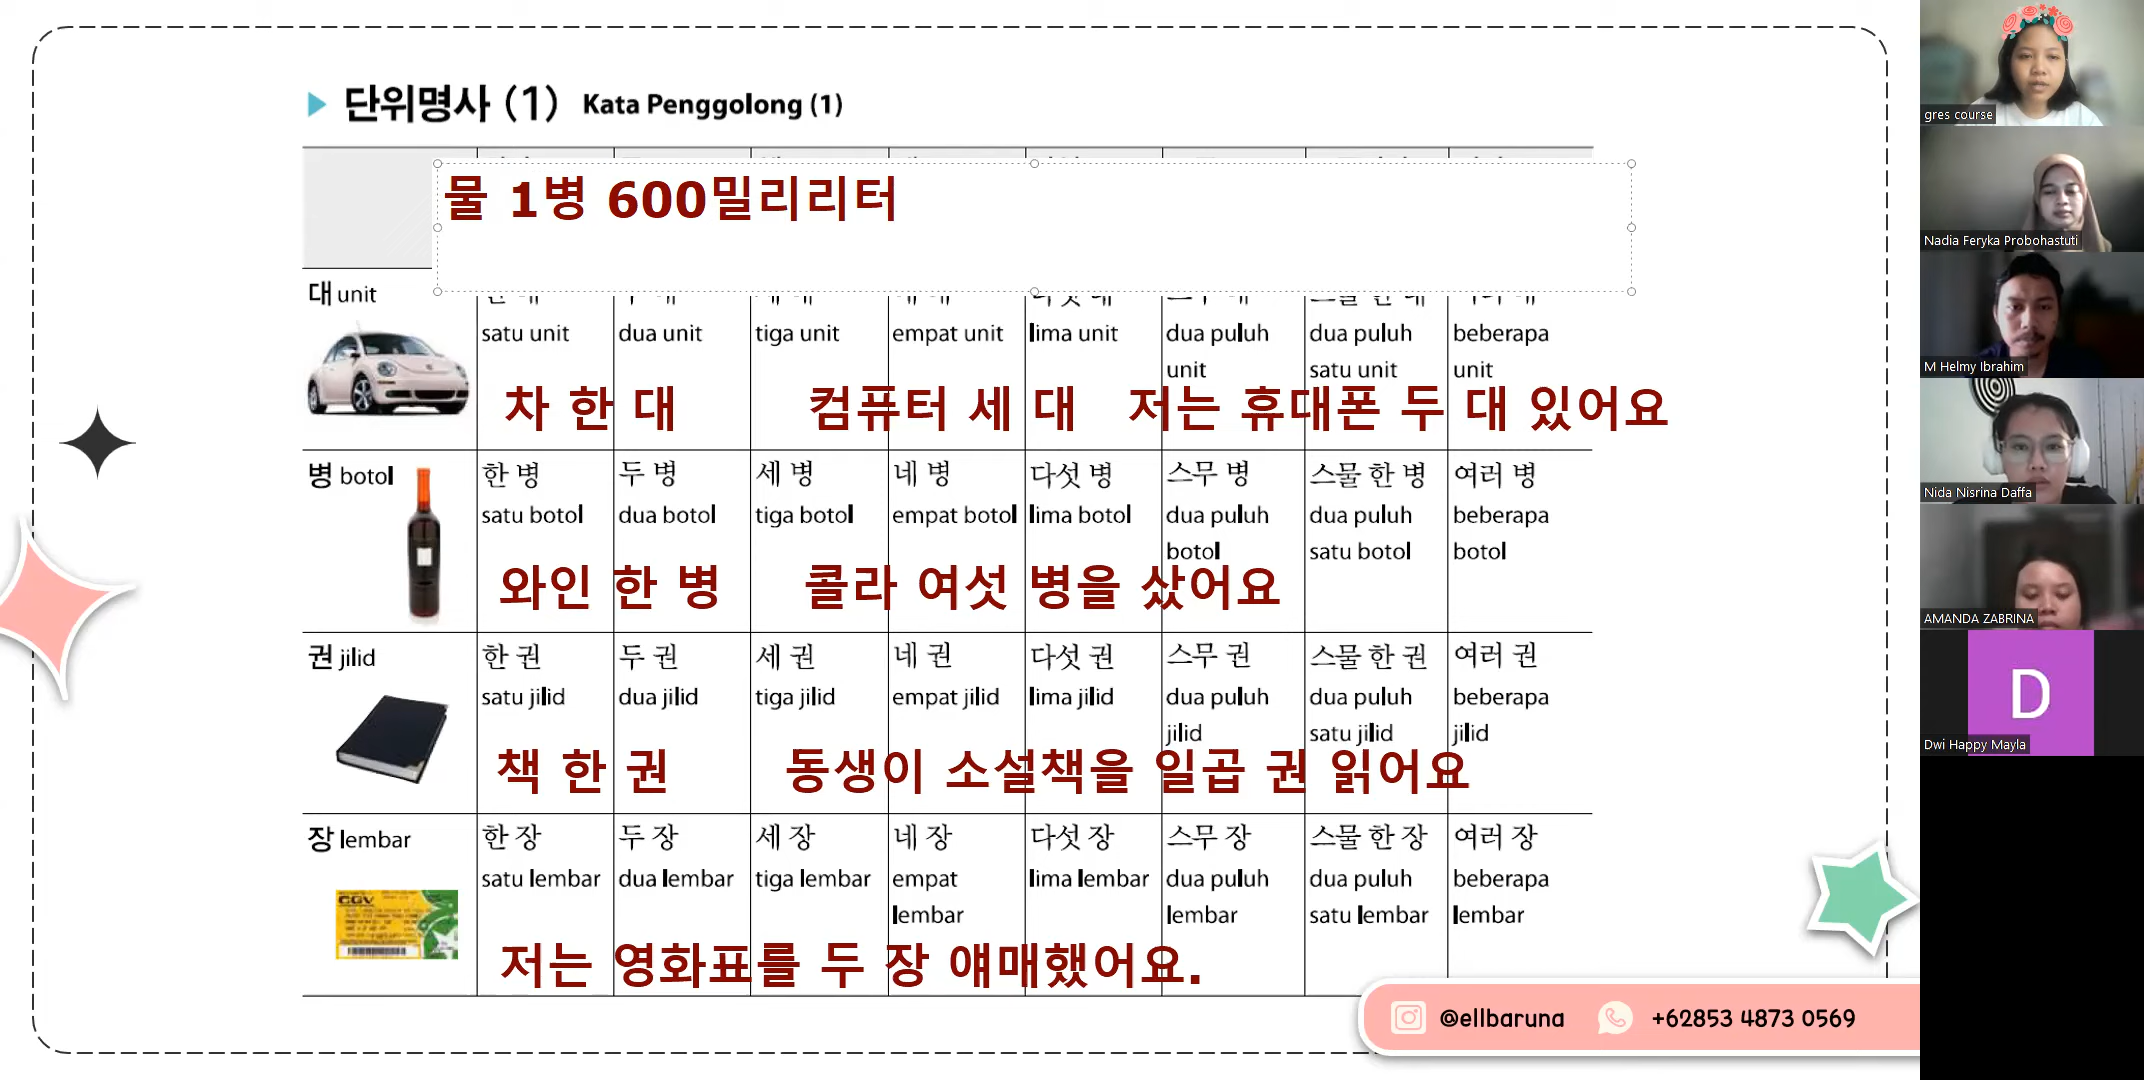 ▶ 단위명사 (1) Kata Penggolong (1)
물 1병 600밀리리터
대 unit
satu unit
dua unit
tiga unit
empat unit
lima unit
dua puluh
unit
dua puluh
satu unit
beberapa
unit
차 한 대 컴퓨터 세 대 저는 휴대폰 두 대 있어요
병 botol
한 병
satu botol
두 병
dua botol
세 병
tiga botol
네 병
empat botol
다섯 병
lima botol
스무 병
dua puluh
botol
스물 한 병
dua puluh
satu botol
여러 병
beberapa
botol
와인 한 병 콜라 여섯 병을 샀어요
권 jilid
한 권
satu jilid
두 권
dua jilid
세 권
tiga jilid
네 권
empat jilid
다섯 권
lima jilid
스무 권
dua puluh
jilid
스물 한 권
dua puluh
satu jilid
여러 권
beberapa
jilid
책 한 권 동생이 소설책을 일곱 권 읽어요
장 lembar
한 장
satu lembar
두 장
dua lembar
세 장
tiga lembar
네 장
empat
lembar
다섯 장
lima lembar
스무 장
dua puluh
lembar
스물 한 장
dua puluh
satu lembar
여러 장
beberapa
lembar
CGV
저는 영화표를 두 장 얘매했어요.
@ellbaruna +62853 4873 0569
gres course
Nadia Feryka Probohastuti
M Helmy Ibrahim
Nida Nisrina Daffa
AMANDA ZABRINA
D
Dwi Happy Mayla